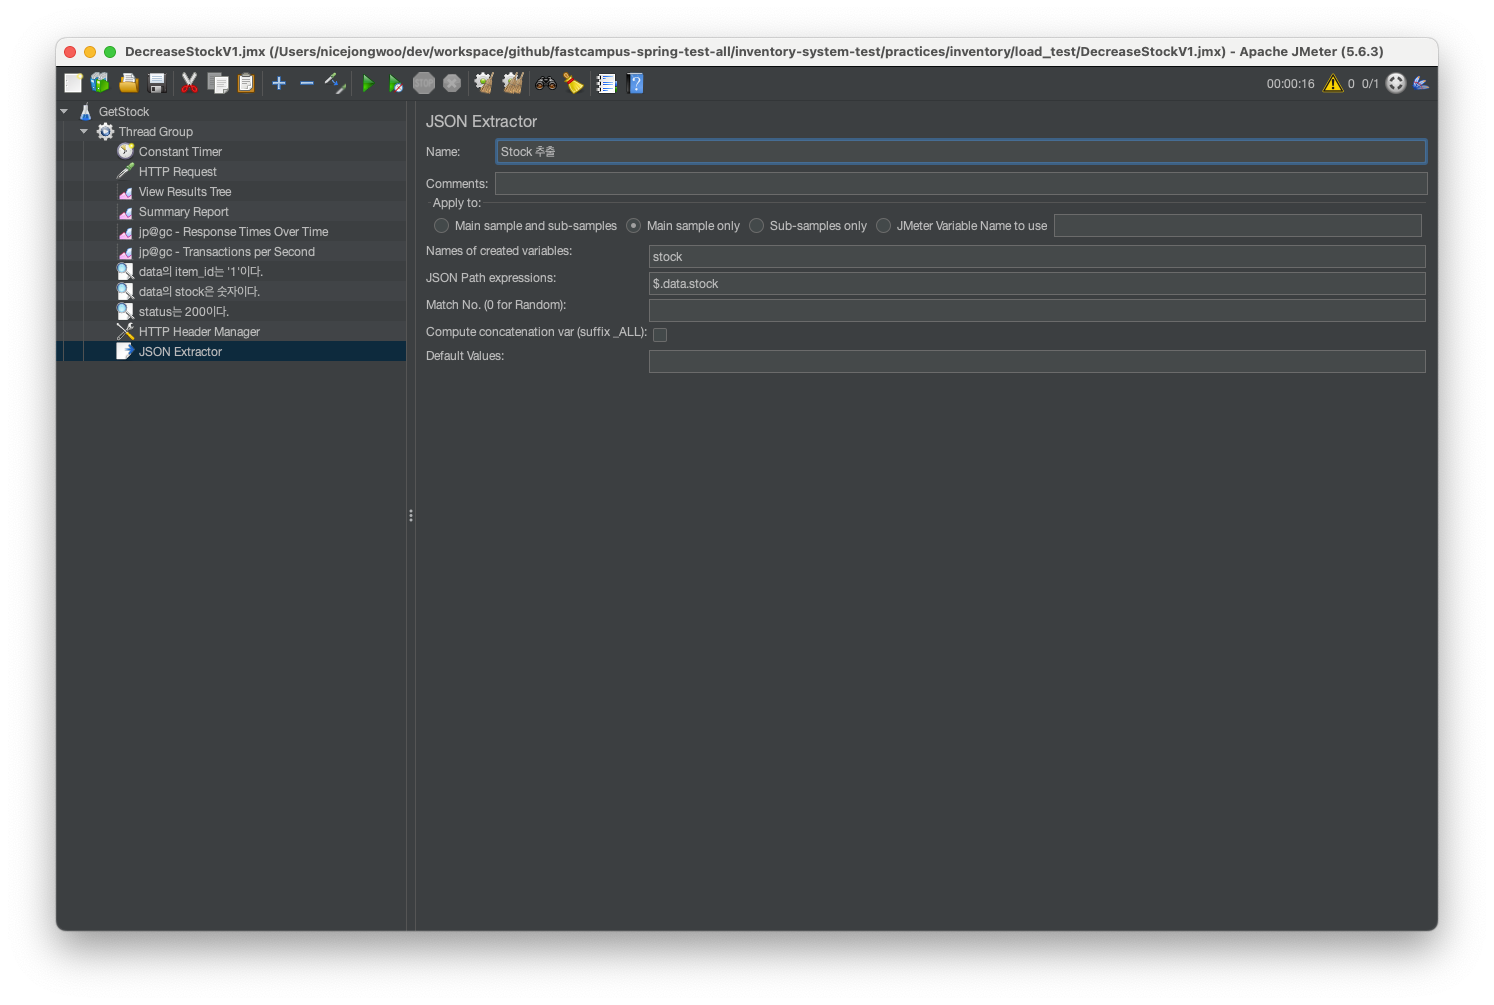 DecreaseStockV1.jmx (/Users/nicejongwoo/dev/workspace/github/fastcampus-spring-test-all/inventory-system-test/practices/inventory/load_test/DecreaseStockV1.jmx) - Apache JMeter (5.6.3)
STOP
00:00:16 0 0/1
GetStock
Thread Group
Constant Timer
HTTP Request
View Results Tree
Summary Report
jp@gc - Response Times Over Time
jp@gc - Transactions per Second
data의 item_id는 '1'이다.
data의 stock은 숫자이다.
status는 200이다.
HTTP Header Manager
JSON Extractor
JSON Extractor
Name: Stock 추출
Comments:
Apply to:
Main sample and sub-samples Main sample only Sub-samples only JMeter Variable Name to use
Names of created variables: stock
JSON Path expressions: $.data.stock
Match No. (0 for Random):
Compute concatenation var (suffix _ALL):
Default Values: